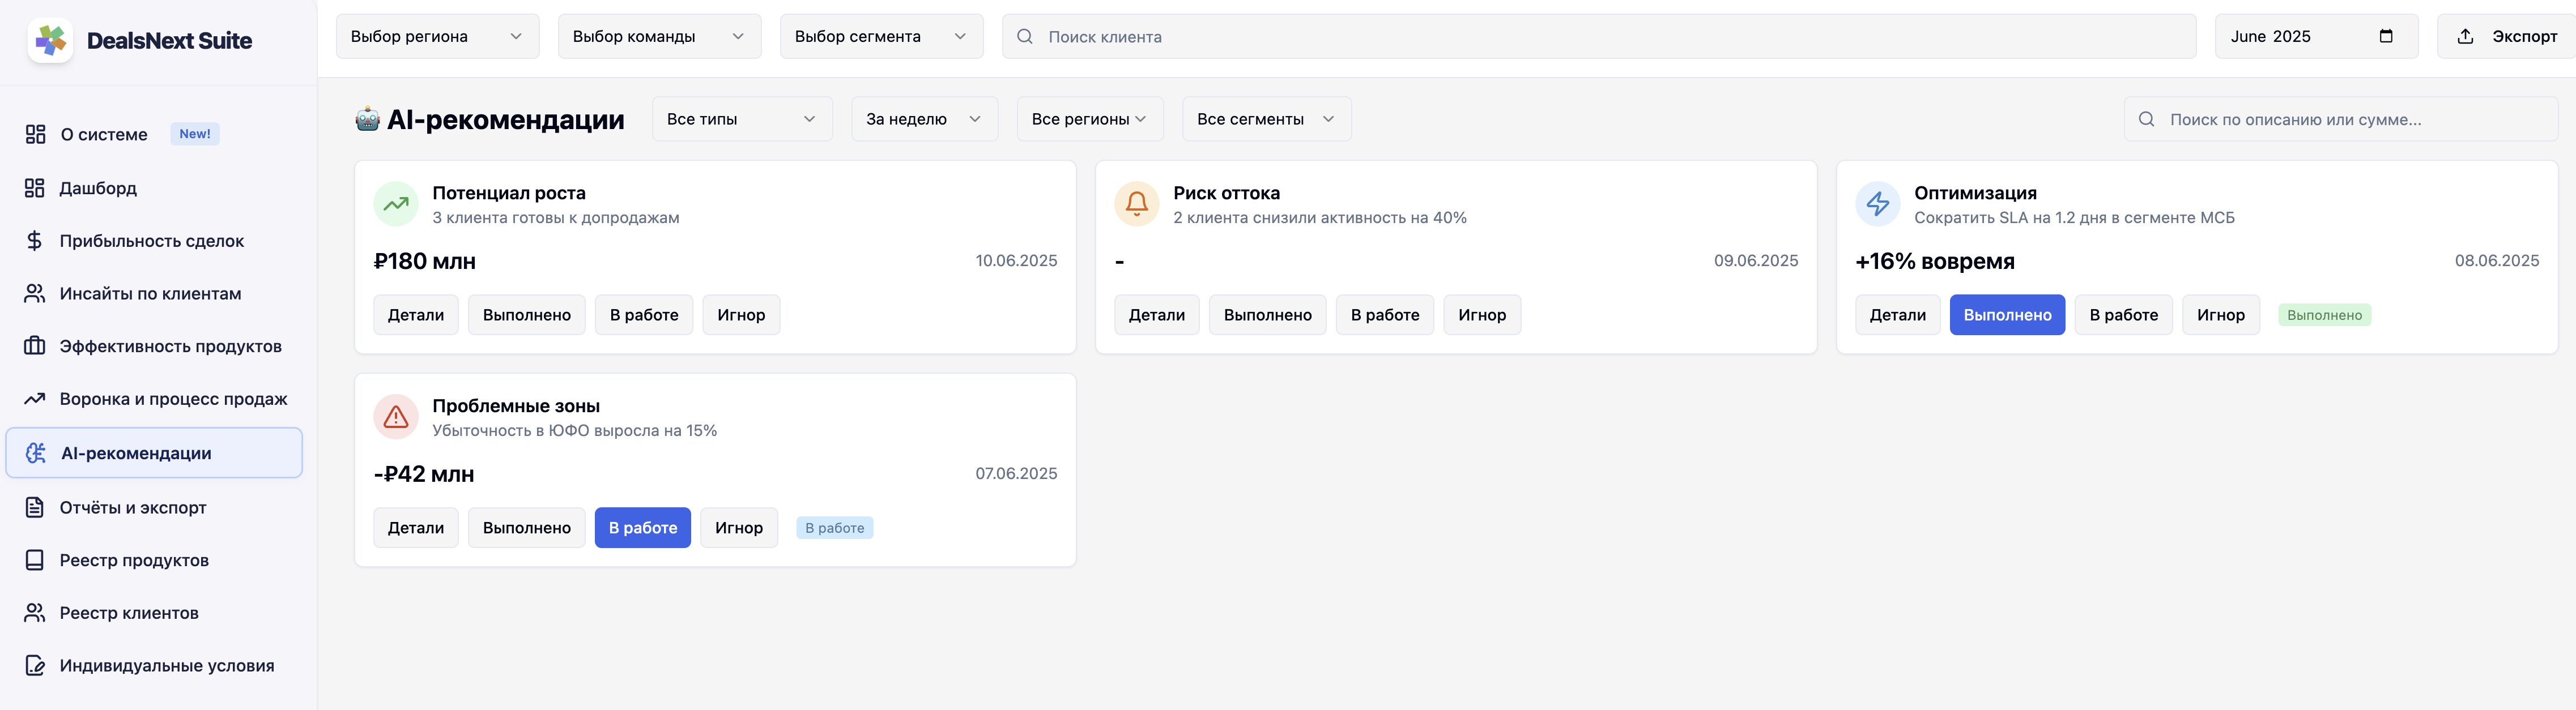 DealsNext Suite
О системе New!
Дашборд
Прибыльность сделок
Инсайты по клиентам
Эффективность продуктов
Воронка и процесс продаж
AI-рекомендации
Отчёты и экспорт
Реестр продуктов
Реестр клиентов
Индивидуальные условия
Выбор региона Выбор команды Выбор сегмента Поиск клиента June 2025 Экспорт
AI-рекомендации Все типы За неделю Все регионы Все сегменты Поиск по описанию или сумме...
Потенциал роста
3 клиента готовы к допродажам
₽180 млн 10.06.2025
Детали Выполнено В работе Игнор
Риск оттока
2 клиента снизили активность на 40%
- 09.06.2025
Детали Выполнено В работе Игнор
Оптимизация
Сократить SLA на 1.2 дня в сегменте МСБ
+16% вовремя 08.06.2025
Детали Выполнено В работе Игнор Выполнено
Проблемные зоны
Убыточность в ЮФО выросла на 15%
-₽42 млн 07.06.2025
Детали Выполнено В работе Игнор В работе